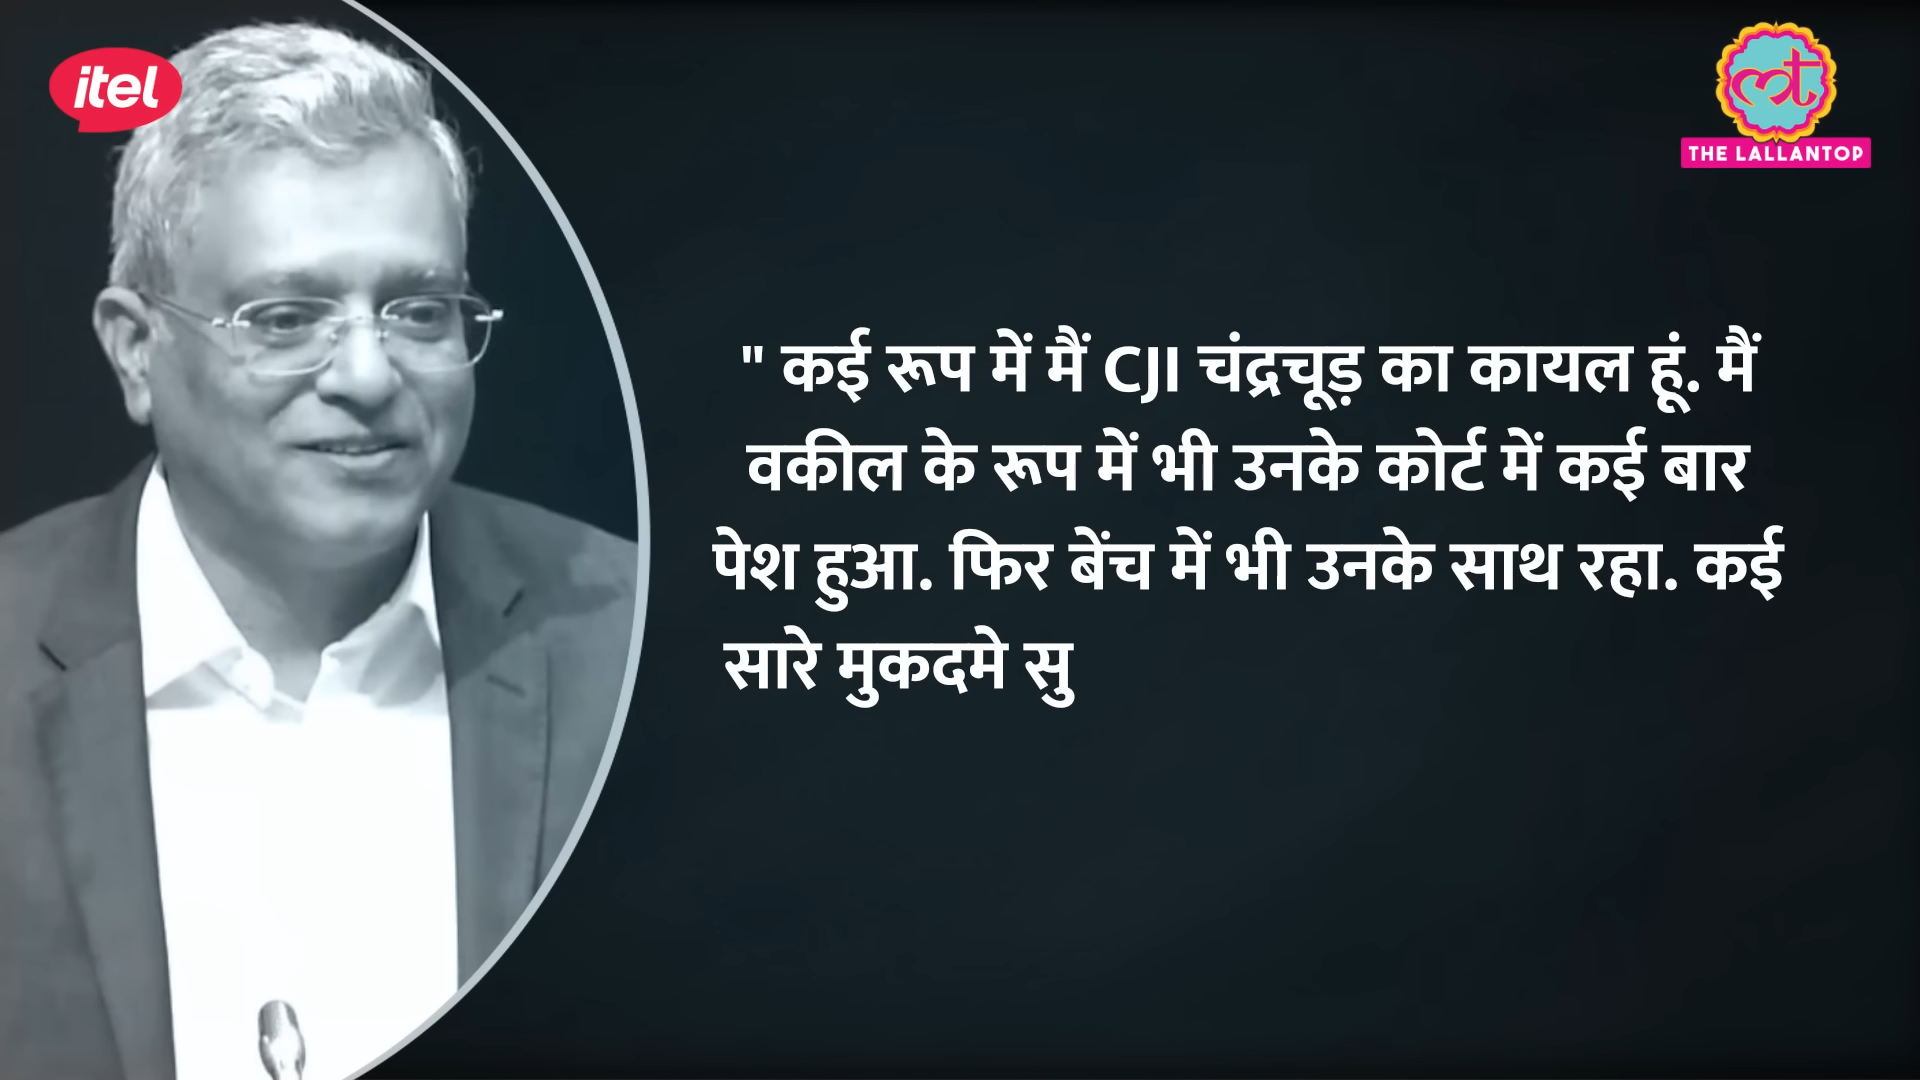 itel
THE LALLANTOP
" कई रूप में मैं CJI चंद्रचूड़ का कायल हूं. मैं
वकील के रूप में भी उनके कोर्ट में कई बार
पेश हुआ. फिर बेंच में भी उनके साथ रहा. कई
सारे मुकदमे सु